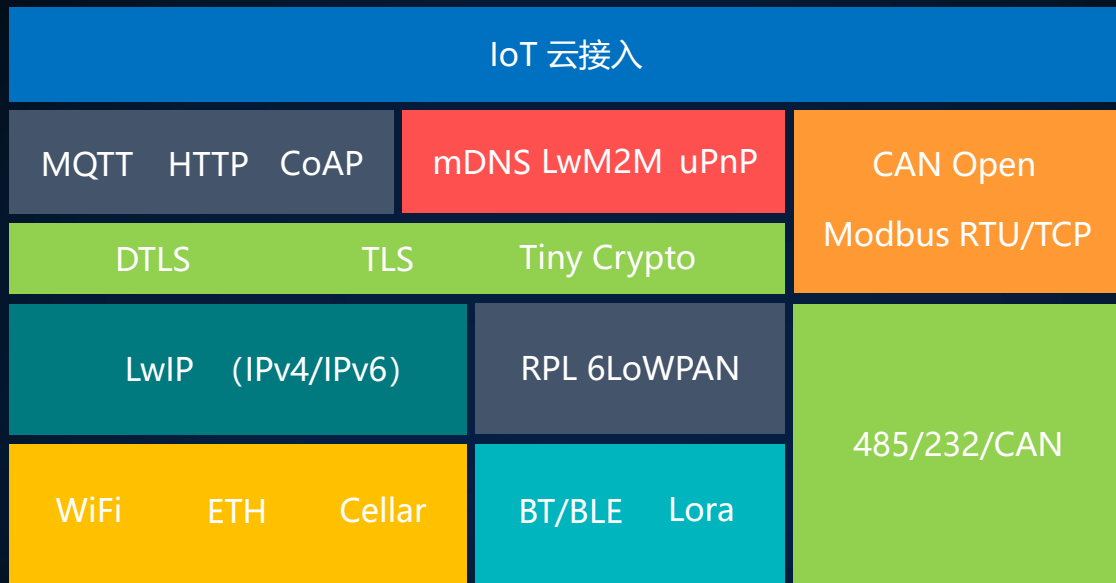 IoT 云接入
MQTT HTTP CoAP
mDNS LwM2M uPnP
CAN Open
Modbus RTU/TCP
DTLS TLS Tiny Crypto
LwIP （IPv4/IPv6）
RPL 6LoWPAN
485/232/CAN
WiFi ETH Cellar
BT/BLE Lora